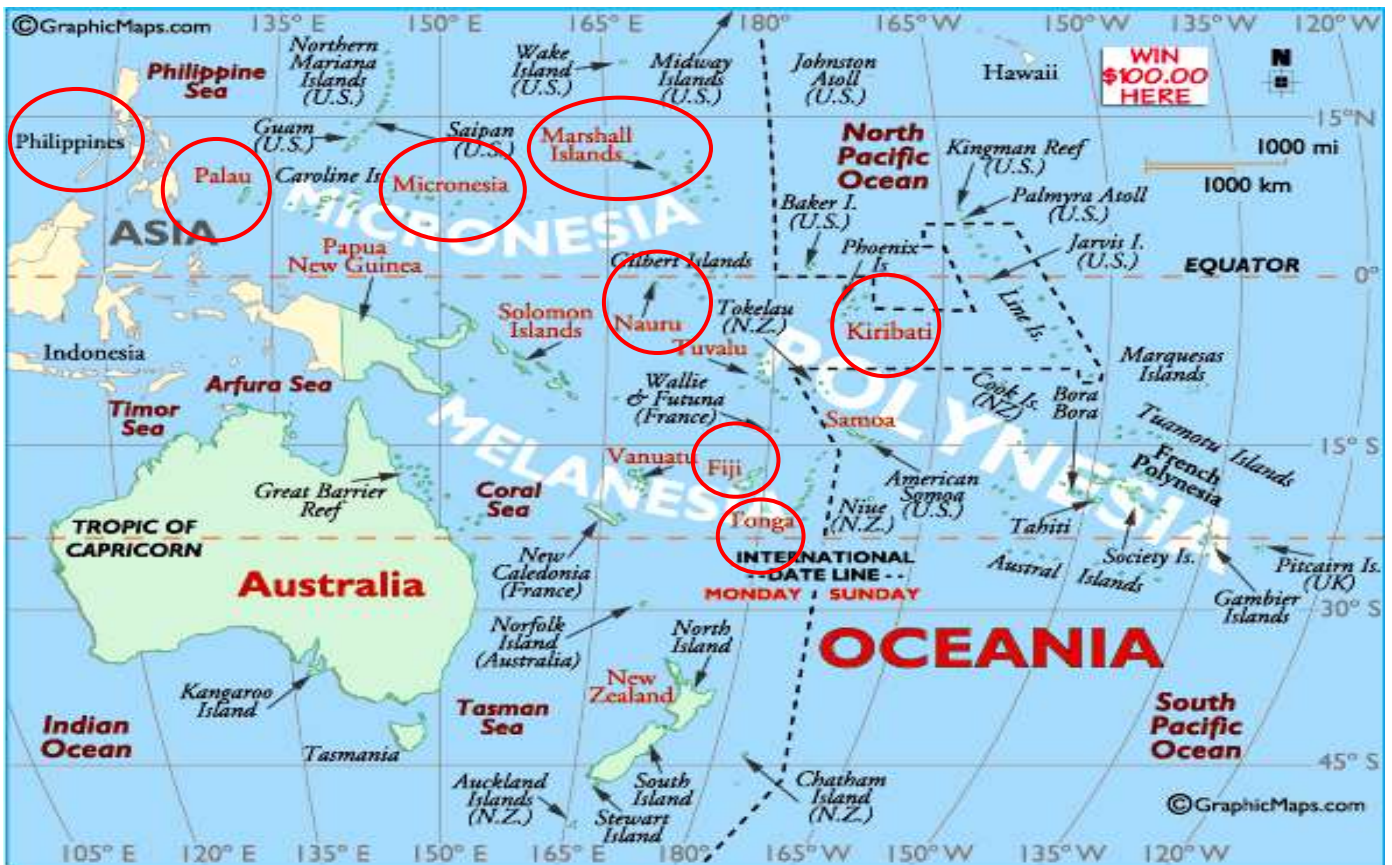 ©GraphicMaps.com
135° E
150° E
165° E
180°
165° W
150° W
135° W
120° W
Northern
Mariana
Islands
(U.S.)
Wake
Island
(U.S.)
Midway
Islands
(U.S.)
Johnston
Atoll
(U.S.)
Hawaii
WIN
$100.00
HERE
N
Philippine
Sea
Philippines
Guam
(U.S.)
Saipan
(U.S.)
Marshall
Islands
North
Pacific
Ocean
15° N
Kingman Reef
(U.S.)
1000 mi
1000 km
Palau
Caroline Is.
Micronesia
MICRONESIA
Baker I.
(U.S.)
Palmyra Atoll
(U.S.)
ASIA
Papua
New Guinea
Gilbert Islands
Phoenix
Is
Jarvis I.
(U.S.)
EQUATOR
0°
Solomon
Islands
Nauru
Tokelau
(N.Z.)
Kiribati
Line Is.
Indonesia
Tuvalu
POLYNESIA
Marquesas
Islands
Arfura Sea
Timor
Sea
Wallie
& Futuna
(France)
Cook Is.
(NZ)
Bora
Bora
MELANESIA
Samoa
Tuamotu Islands
15° S
Vanuatu
Fiji
French
Polynesia
Great Barrier
Reef
Coral
Sea
American
Somoa
(U.S.)
Niue
(N.Z.)
Tonga
Tahiti
TROPIC OF
CAPRICORN
Society Is.
New
Caledonia
(France)
INTERNATIONAL
--DATE LINE--
MONDAY SUNDAY
Austral Islands
Pitcairn Is.
(UK)
Gambier
Islands
Australia
30° S
Norfolk
Island
(Australia)
North
Island
OCEANIA
Kangaroo
Island
New
Zealand
Tasman
Sea
South
Pacific
Ocean
Indian
Ocean
Tasmania
45° S
Auckland
Islands
(N.Z.)
South
Island
Stewart
Island
Chatham
Island
(N.Z.)
©GraphicMaps.com
105° E
120° E
135° E
150° E
165° E
180°
165° W
150° W
135° W
120° W